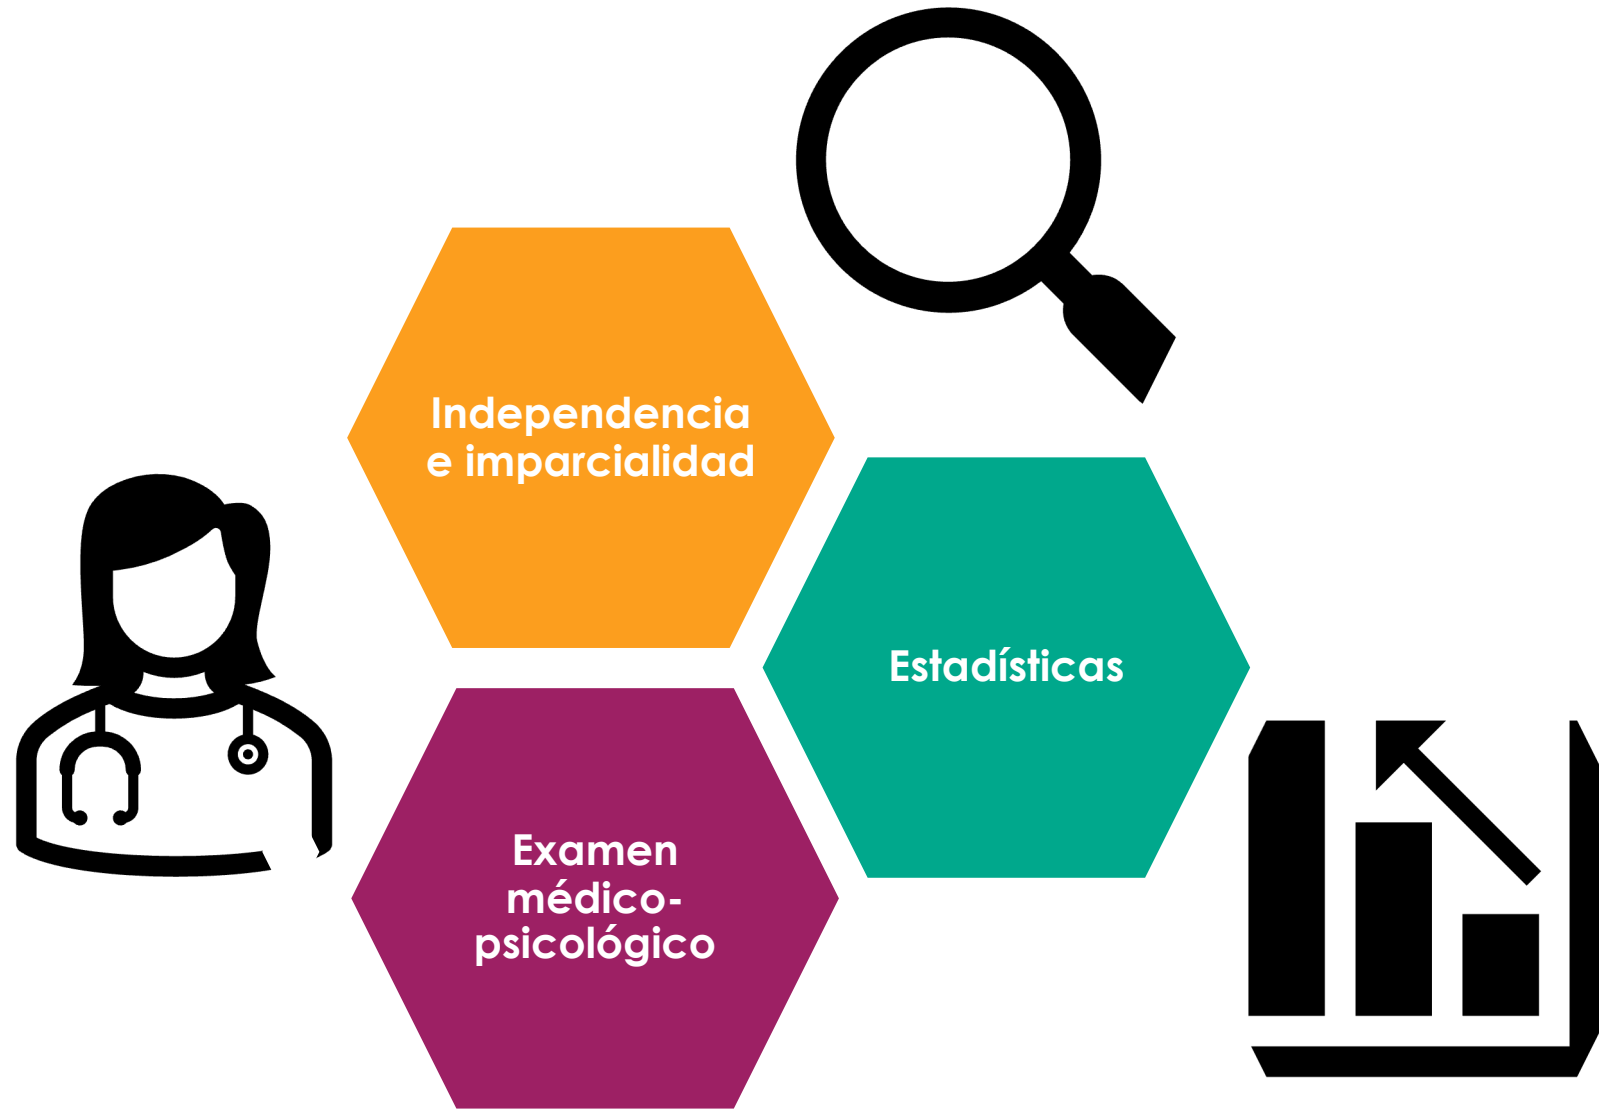 Independencia
e imparcialidad
Estadísticas
Examen
médico-
psicológico